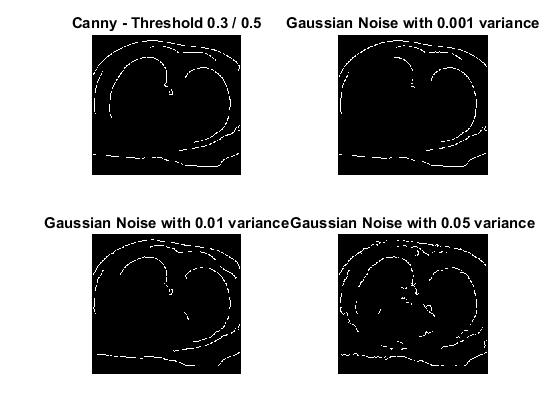 Canny - Threshold 0.3 / 0.5
Gaussian Noise with 0.001 variance
Gaussian Noise with 0.01 variance
Gaussian Noise with 0.05 variance